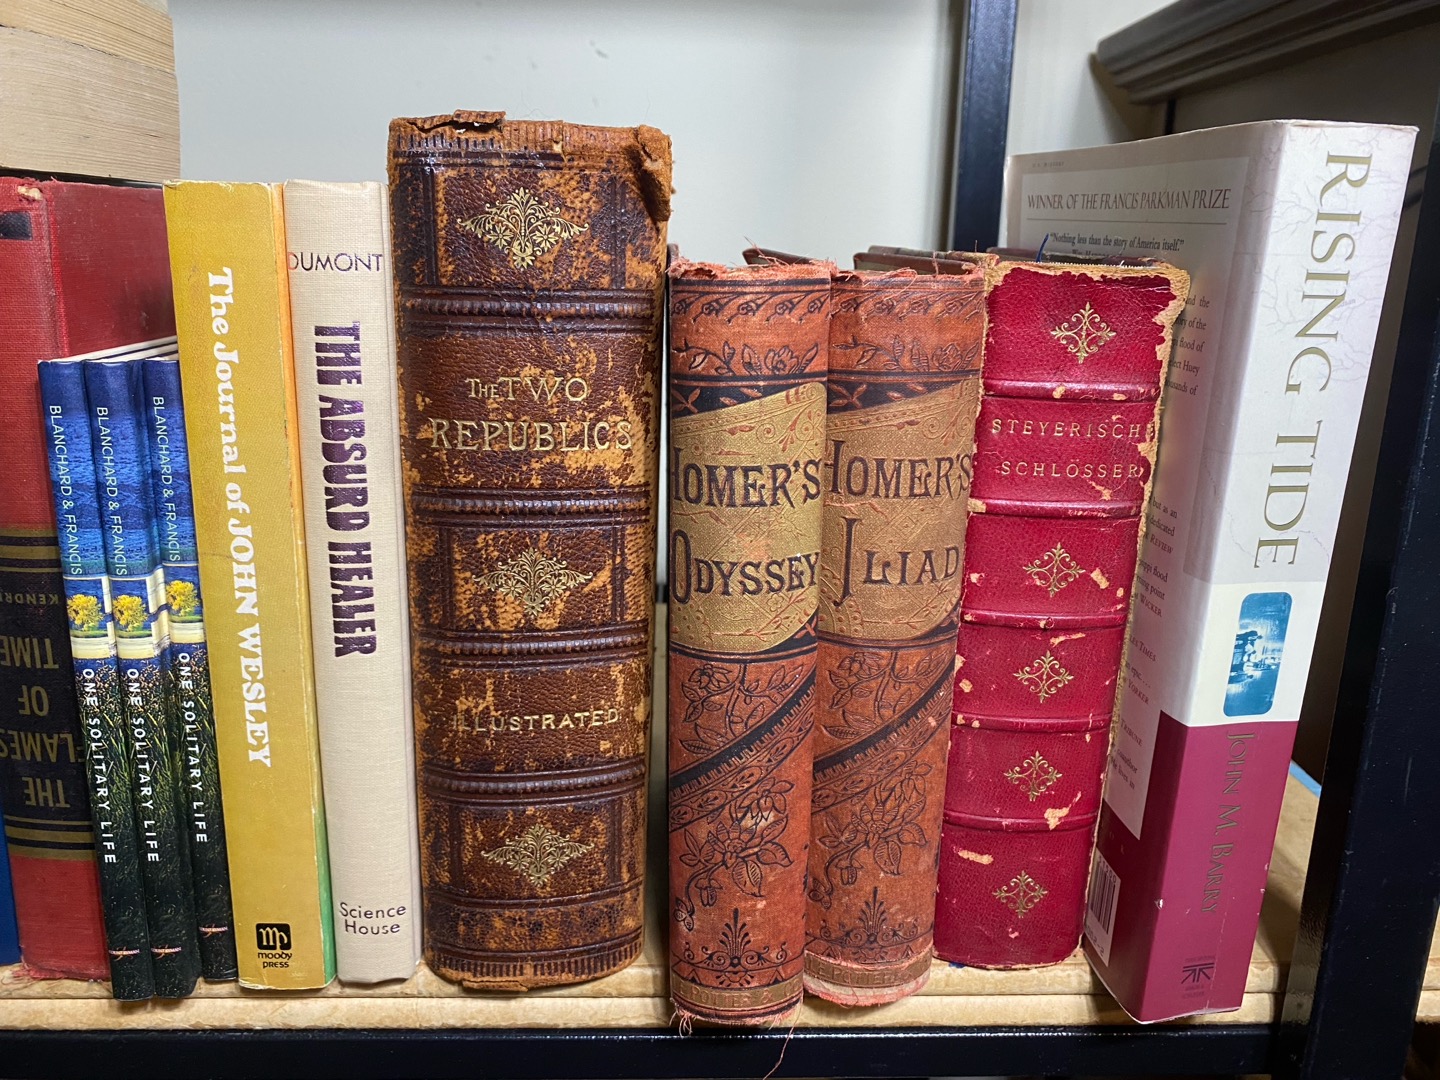 KENDRI
THE
FLAMES
OF
TIME
BLANCHARD & FRANCIS
ONE SOLITARY LIFE
BLANCHARD & FRANCIS
ONE SOLITARY LIFE
BLANCHARD & FRANCIS
ONE SOLITARY LIFE
The Journal of JOHN WESLEY
mp
moody
PRESS
DUMONT
THE ABSURD HEALER
Science
House
THE TWO
REPUBLICS
ILLUSTRATED
HOMER'S
ODYSSEY
HOMER'S
ILIAD
STEYERISCHE
SCHLÖSSER
WINNER OF THE FRANCIS PARKMAN PRIZE
"Nothing less than the story of America itself."
RISING TIDE
JOHN M. BARRY